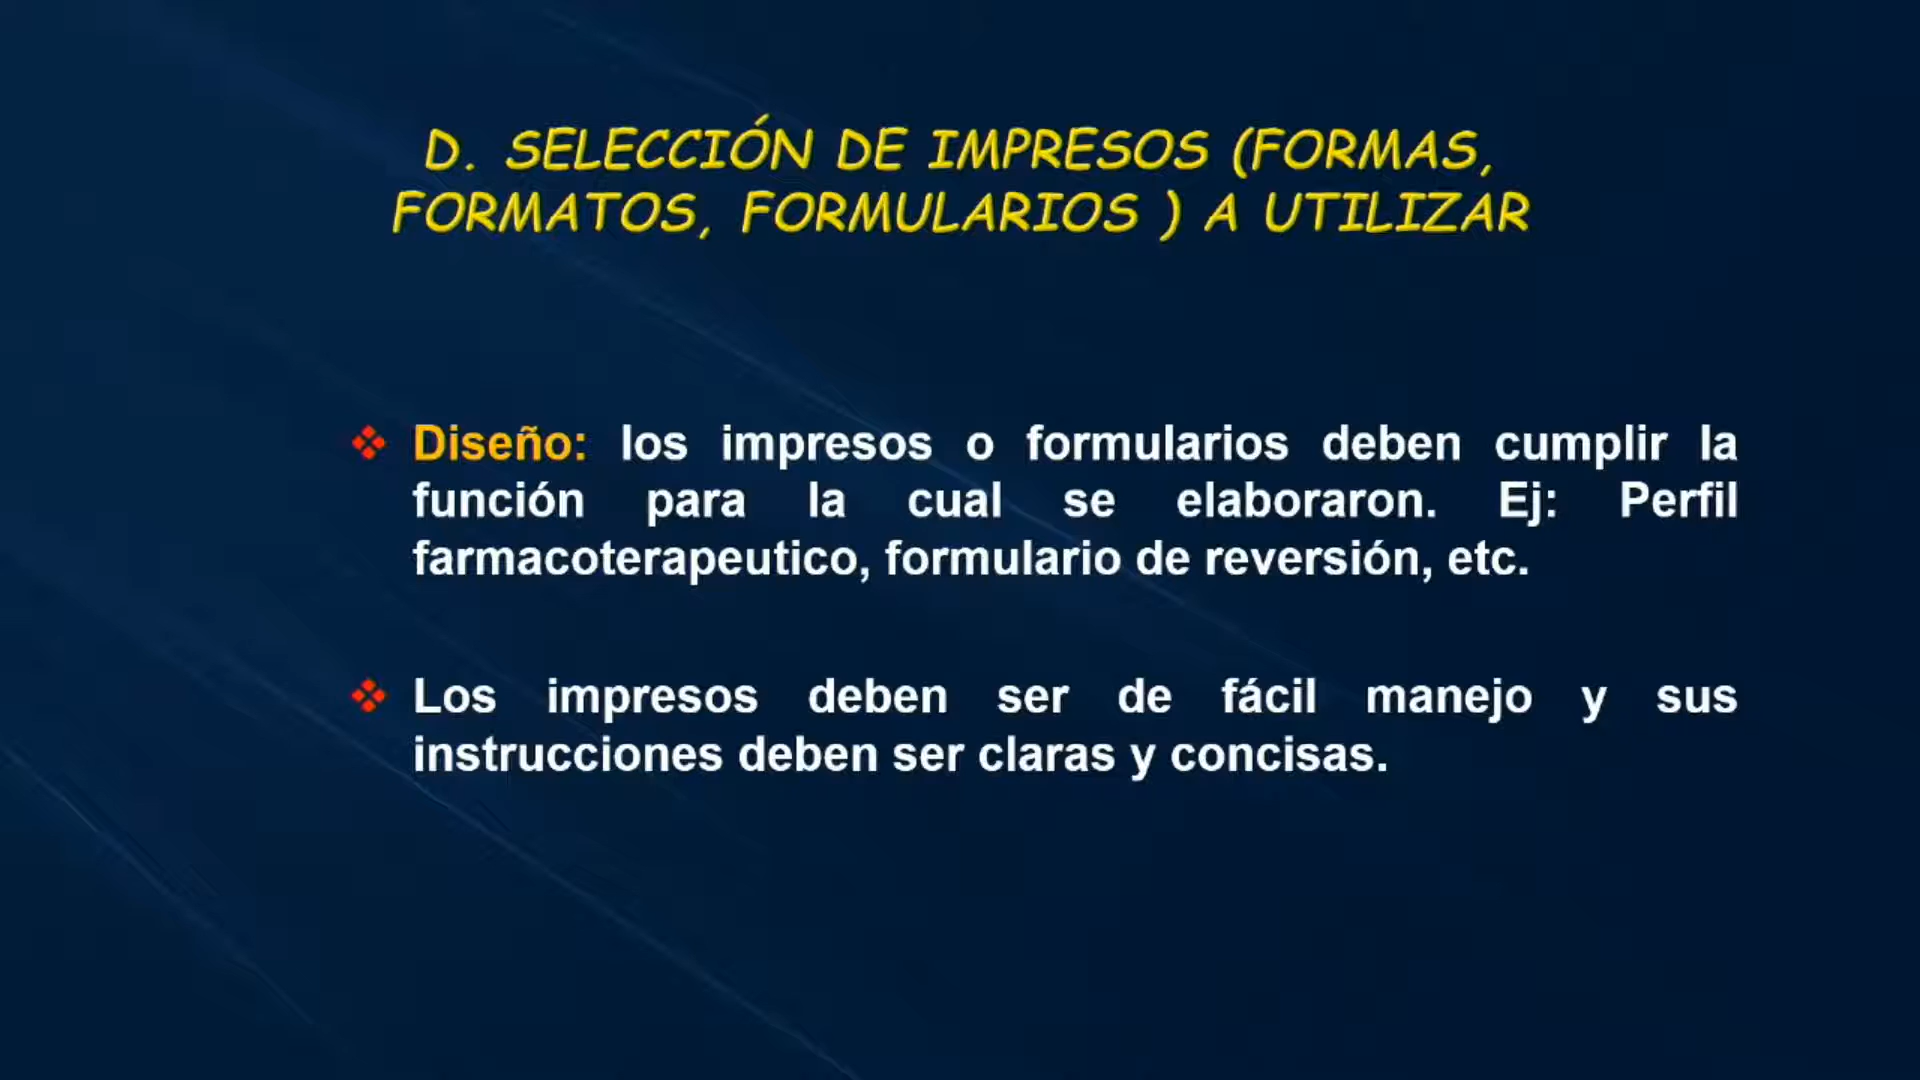 D. SELECCIÓN DE IMPRESOS (FORMAS,
FORMATOS, FORMULARIOS ) A UTILIZAR
Diseño: los impresos o formularios deben cumplir la
función para la cual se elaboraron. Ej: Perfil
farmacoterapeutico, formulario de reversión, etc.
Los impresos deben ser de fácil manejo y sus
instrucciones deben ser claras y concisas.